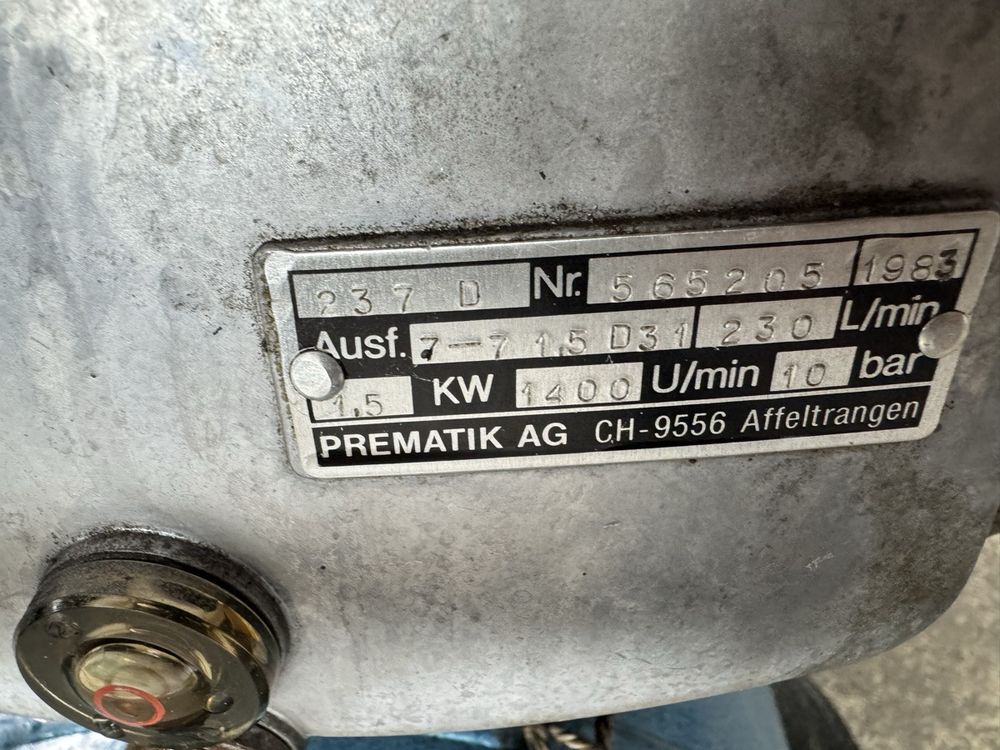 237 D Nr. 565205 1983
Ausf. 7-7 1,5 D31 230 L/min
1,5 KW 1400 U/min 10 bar
PREMATIK AG CH-9556 Affeltrangen